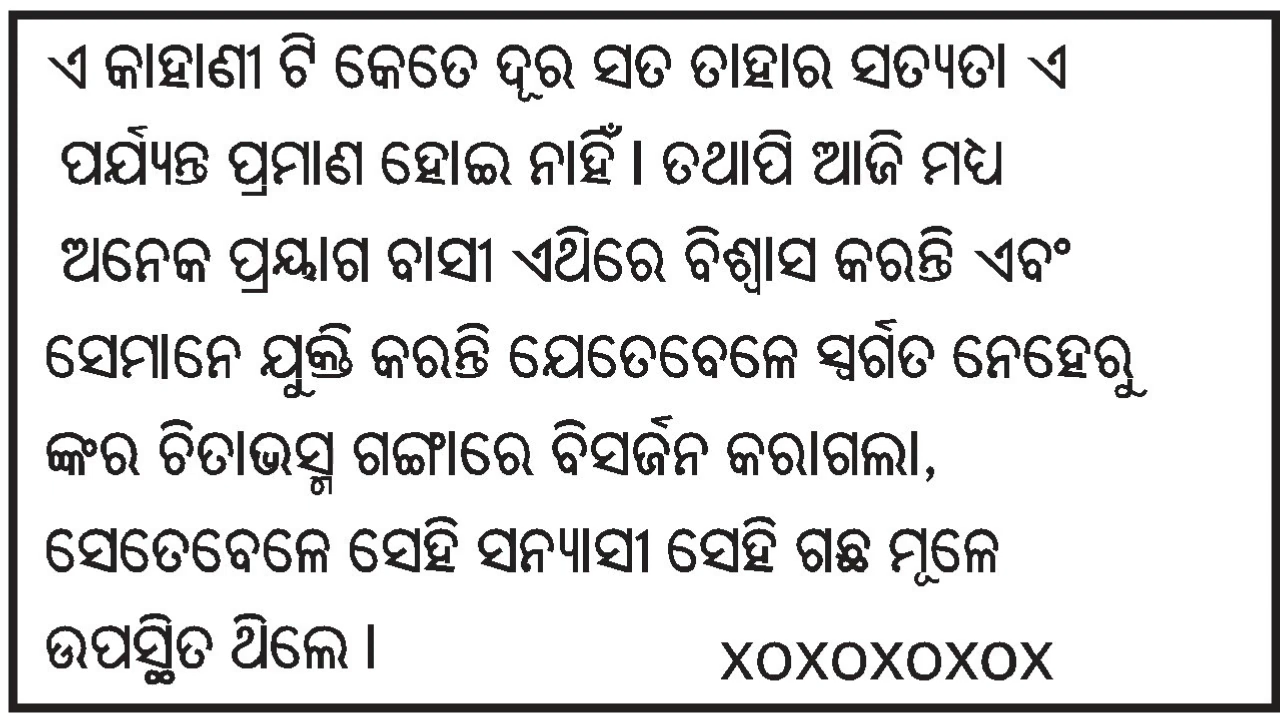 ଏ କାହାଣୀ ଟି କେତେ ଦୂର ସତ ତାହାର ସତ୍ୟତା ଏ
ପର୍ଯ୍ୟନ୍ତ ପ୍ରମାଣ ହୋଇ ନାହିଁ । ତଥାପି ଆଜି ମଧ୍ୟ
ଅନେକ ପ୍ରୟାଗ ବାସୀ ଏଥିରେ ବିଶ୍ୱାସ କରନ୍ତି ଏବଂ
ସେମାନେ ଯୁକ୍ତି କରନ୍ତି ଯେତେବେଳେ ସ୍ୱର୍ଗତ ନେହେରୁ
ଙ୍କର ଚିତାଭସ୍ମ ଗଙ୍ଗାରେ ବିସର୍ଜନ କରାଗଲା,
ସେତେବେଳେ ସେହି ସନ୍ୟାସୀ ସେହି ଗଛ ମୂଳେ
ଉପସ୍ଥିତ ଥିଲେ । XOXOXOXOX